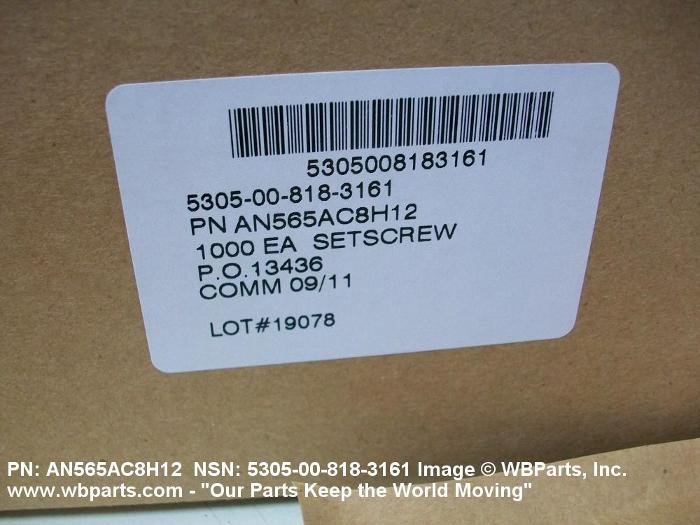 5305008183161
5305-00-818-3161
PN AN565AC8H12
1000 EA SETSCREW
P.O.13436
COMM 09/11
LOT#19078
PN: AN565AC8H12 NSN: 5305-00-818-3161 Image © WBParts, Inc.
www.wbparts.com - "Our Parts Keep the World Moving"